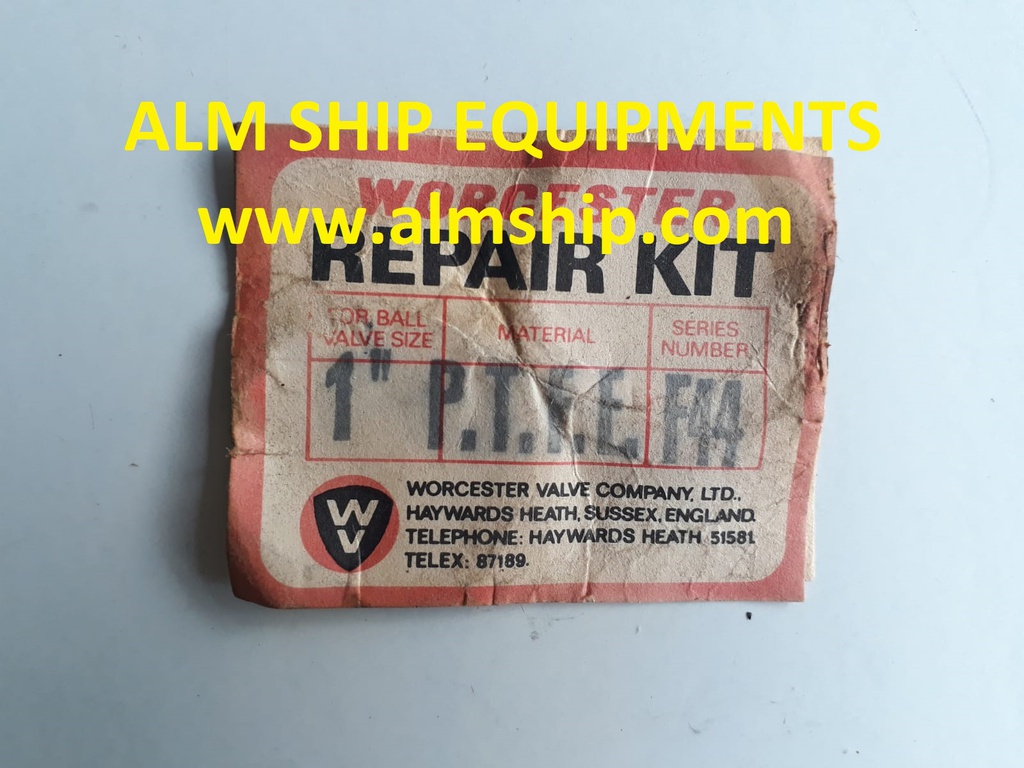 ALM SHIP EQUIPMENTS
WORCESTER
www.almship.com
REPAIR KIT
FOR BALL VALVE SIZE
MATERIAL
SERIES NUMBER
1" P.T.F.E. F44
WORCESTER VALVE COMPANY, LTD.,
HAYWARDS HEATH, SUSSEX, ENGLAND.
TELEPHONE: HAYWARDS HEATH 51581.
TELEX: 87189.
W
V